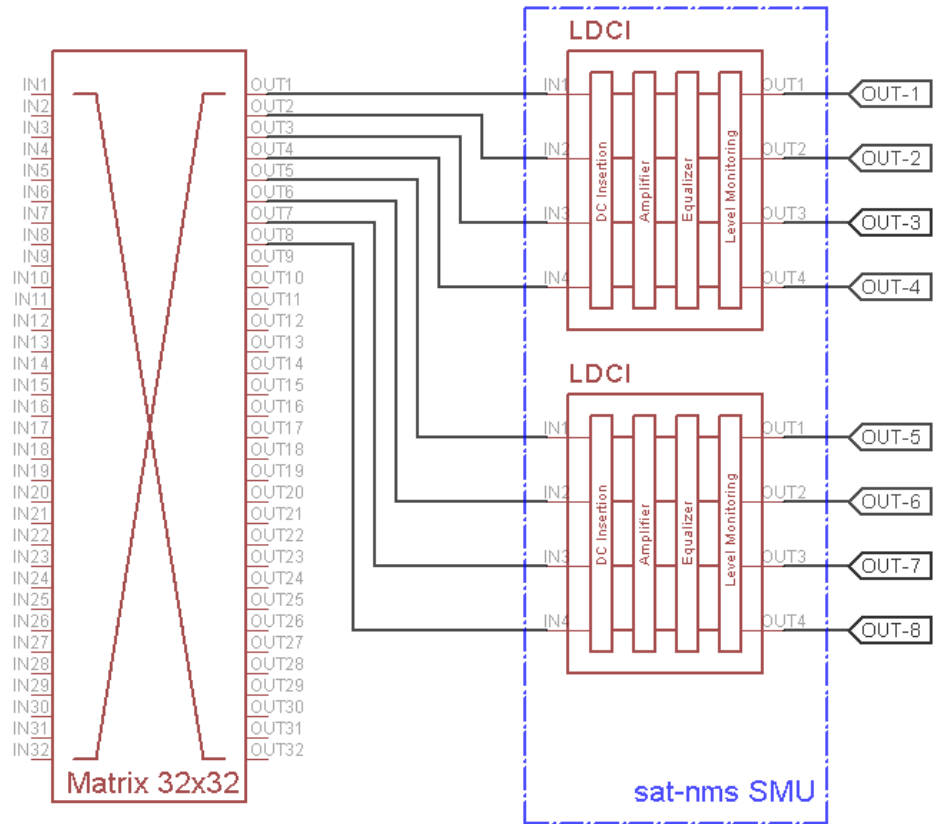 LDCI
IN1
IN2
IN3
IN4
IN5
IN6
IN7
IN8
IN9
IN10
IN11
IN12
IN13
IN14
IN15
IN16
IN17
IN18
IN19
IN20
IN21
IN22
IN23
IN24
IN25
IN26
IN27
IN28
IN29
IN30
IN31
IN32
OUT1
OUT2
OUT3
OUT4
OUT5
OUT6
OUT7
OUT8
OUT9
OUT10
OUT11
OUT12
OUT13
OUT14
OUT15
OUT16
OUT17
OUT18
OUT19
OUT20
OUT21
OUT22
OUT23
OUT24
OUT25
OUT26
OUT27
OUT28
OUT29
OUT30
OUT31
OUT32
Matrix 32x32
IN1
IN2
IN3
IN4
DC Insertion
Amplifier
Equalizer
Level Monitoring
OUT1
OUT2
OUT3
OUT4
OUT-1
OUT-2
OUT-3
OUT-4
LDCI
IN1
IN2
IN3
IN4
DC Insertion
Amplifier
Equalizer
Level Monitoring
OUT1
OUT2
OUT3
OUT4
OUT-5
OUT-6
OUT-7
OUT-8
sat-nms SMU